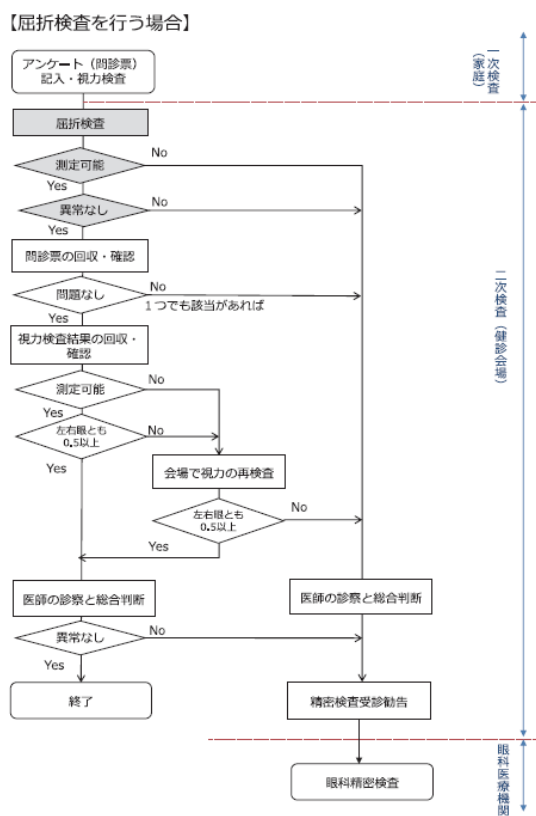 【屈折検査を行う場合】
アンケート（問診票）
記入・視力検査
一次検査
（家庭）
屈折検査
測定可能
No
Yes
異常なし
No
Yes
問診票の回収・確認
問題なし
No
１つでも該当があれば
Yes
視力検査結果の回収・
確認
測定可能
No
Yes
左右眼とも
0.5以上
No
Yes
会場で視力の再検査
左右眼とも
0.5以上
No
Yes
二次検査（健診会場）
医師の診察と総合判断
医師の診察と総合判断
異常なし
No
Yes
終了
精密検査受診勧告
眼科精密検査
眼科医療機関